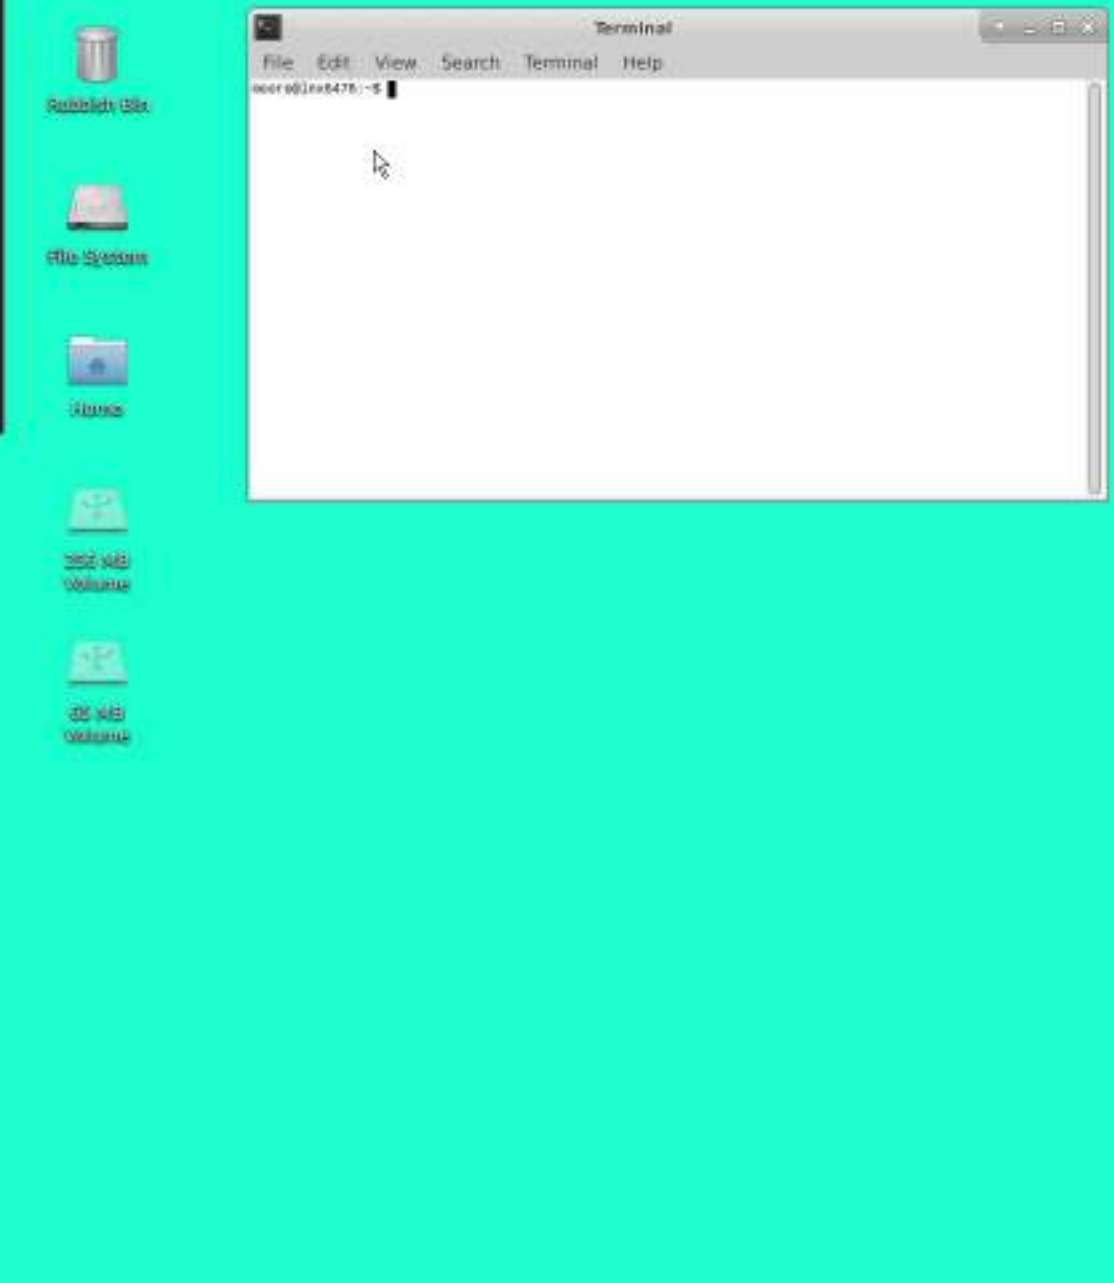 Terminal
File Edit View Search Terminal Help
Rubbish Bin
File System
Home
Volume
Volume